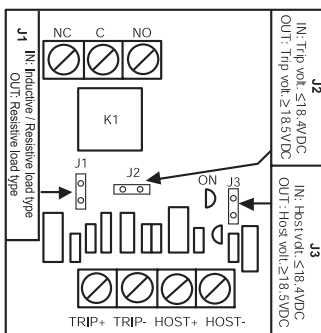 J1
IN: Inductive / Resistive load type
OUT: Resistive load type
NC C NO
K1
J1
J2
ON J3
TRIP+ TRIP- HOST+ HOST-
J2
IN: Trip volt. ≤18.4VDC
OUT: Trip volt. ≥18.5VDC
J3
IN: Host volt. ≤18.4VDC
OUT: Host volt. ≥18.5VDC